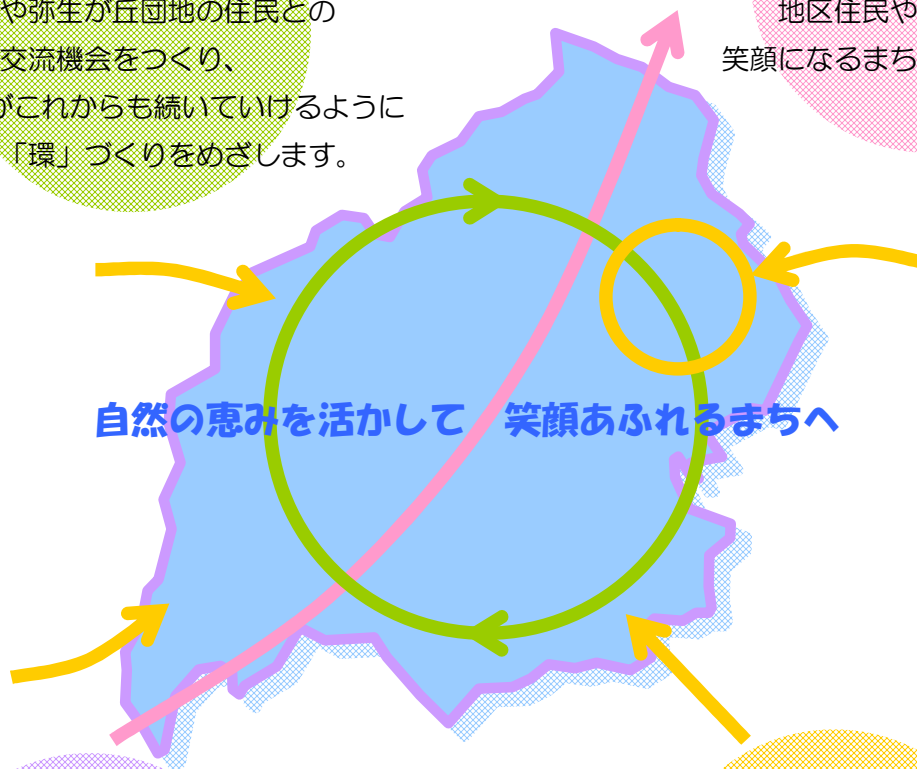 や弥生が丘団地の住民との
交流機会をつくり、
がこれからも続いていけるように
「環」づくりをめざします。
地区住民や
笑顔になるまち
自然の恵みを活かして　笑顔あふれるまちへ